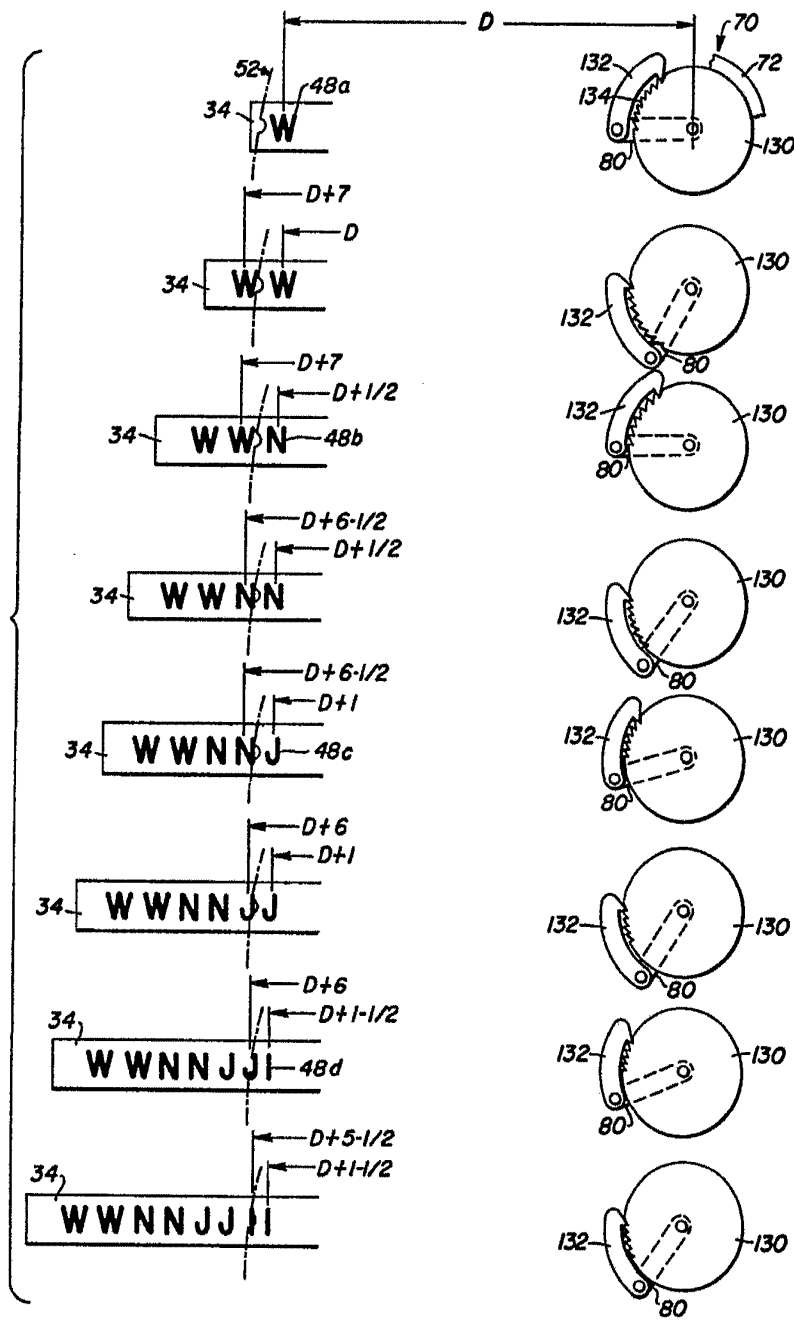 D
52
34
W
48a
132
134
80
70
72
130
D+7
D
34
W W
132
80
130
D+7
D+1/2
34
W W N
48b
132
80
130
D+6-1/2
D+1/2
34
W W N N
132
80
130
D+6-1/2
D+1
34
W W N N J
48c
132
80
130
D+6
D+1
34
W W N N J J
132
80
130
D+6
D+1-1/2
34
W W N N J J I
48d
132
80
130
D+5-1/2
D+1-1/2
34
W W N N J J I I
132
80
130